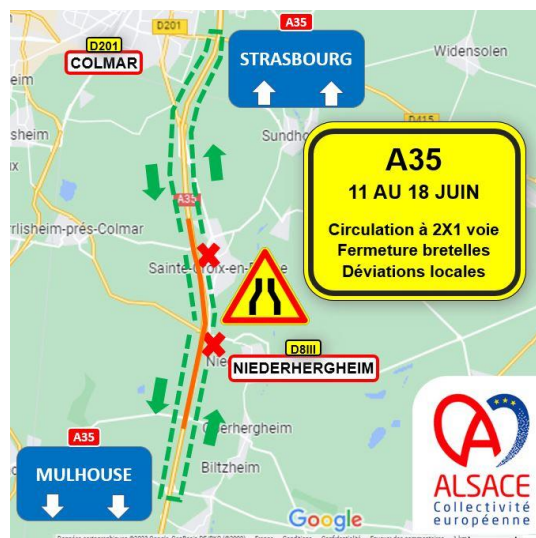 D201
A35
D201
COLMAR
STRASBOURG
Widensolen
D415
A35
11 AU 18 JUIN
Circulation à 2X1 voie
Fermeture bretelles
Déviations locales
A35
Sainte-Croix-en-
D8III
NIEDERHERGHEIM
A35
MULHOUSE
Biltzheim
ALSACE
Collectivité
européenne
Google